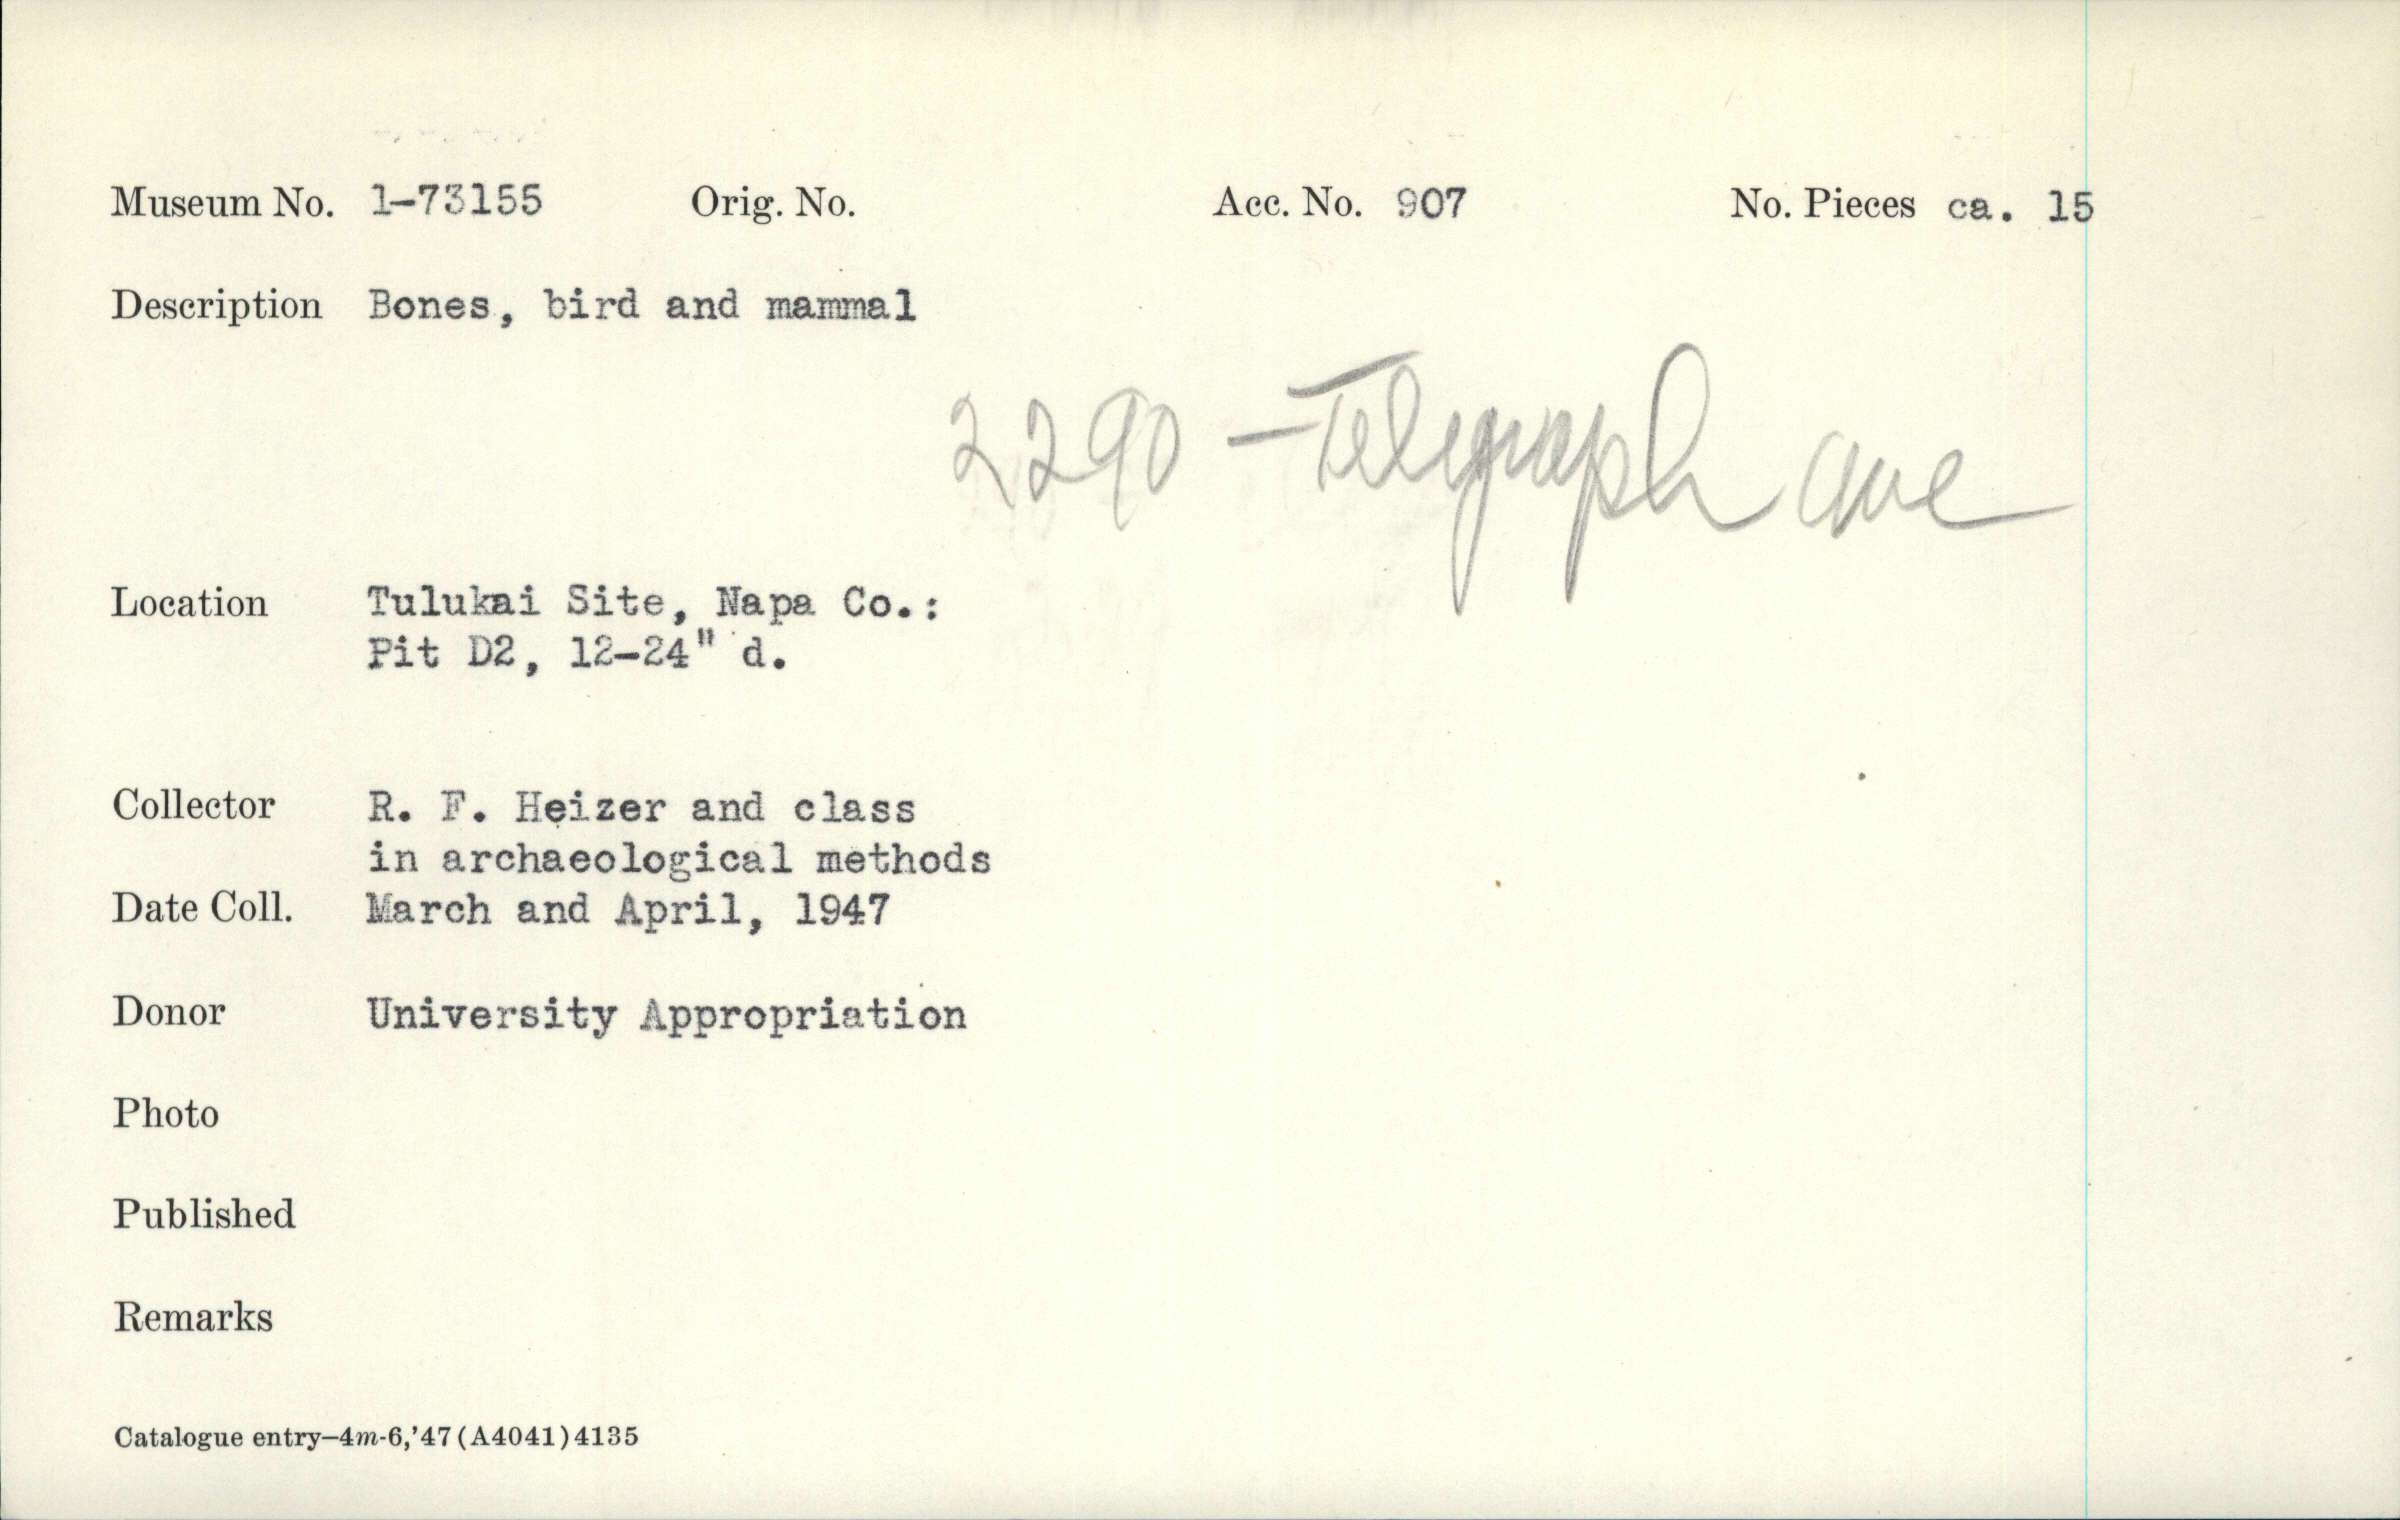 Museum No. 1-73155 Orig. No. Acc. No. 907 No. Pieces ca. 15
Description Bones, bird and mammal
2290 - Telegraph ave
Location Tulukai Site, Napa Co.:
Pit D2, 12-24" d.
Collector R. F. Heizer and class
in archaeological methods
Date Coll. March and April, 1947
Donor University Appropriation
Photo
Published
Remarks
Catalogue entry—4m-6,'47(A4041)4135